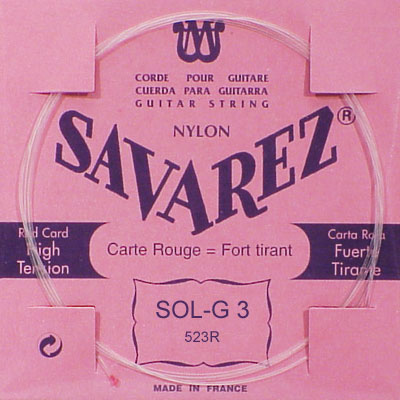 CORDE POUR GUITARE
CUERDA PARA GUITARRA
GUITAR STRING
NYLON
SAVAREZ®
Red Card
High
Tension
Carte Rouge = Fort tirant
Carta Roja
Fuerte
Tirante
SOL-G 3
523R
MADE IN FRANCE